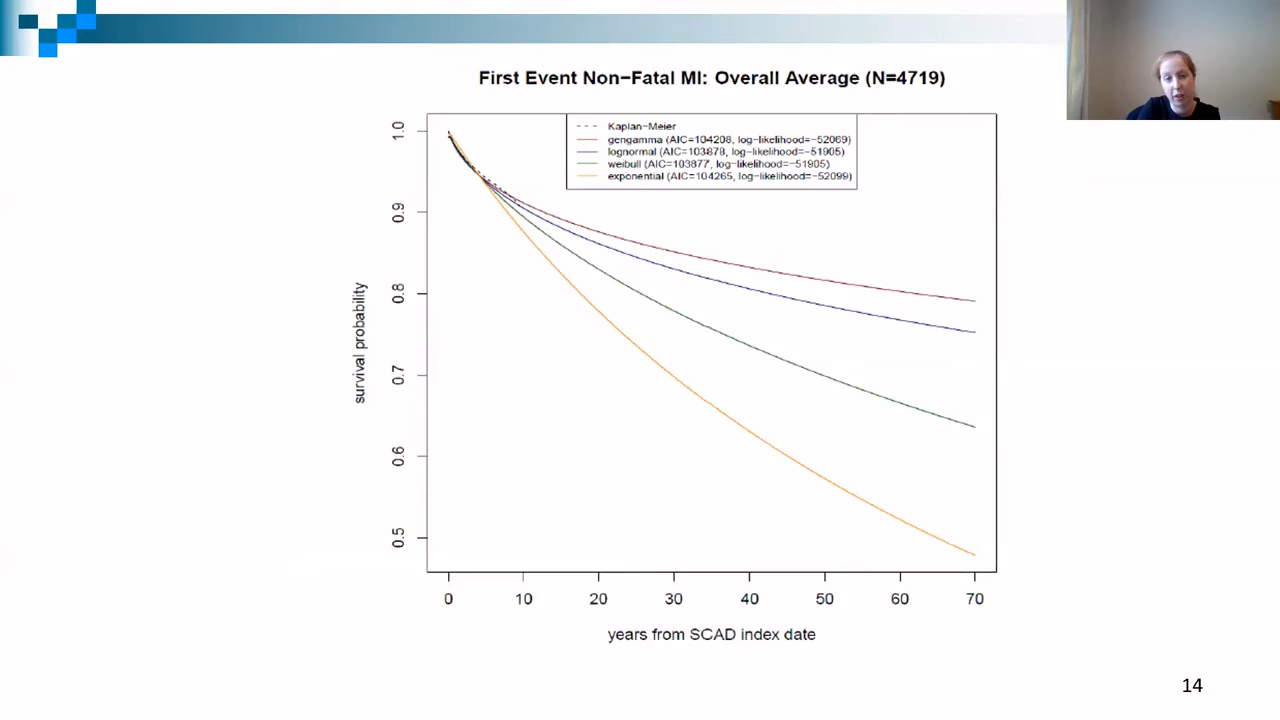 First Event Non−Fatal MI: Overall Average (N=4719)
Kaplan−Meier
gengamma (AIC=104208, log−likelihood=−52069)
lognormal (AIC=103878, log−likelihood=−51905)
weibull (AIC=103877, log−likelihood=−51905)
exponential (AIC=104265, log−likelihood=−52099)
1.0
0.9
0.8
0.7
0.6
0.5
survival probability
0 10 20 30 40 50 60 70
years from SCAD index date
14